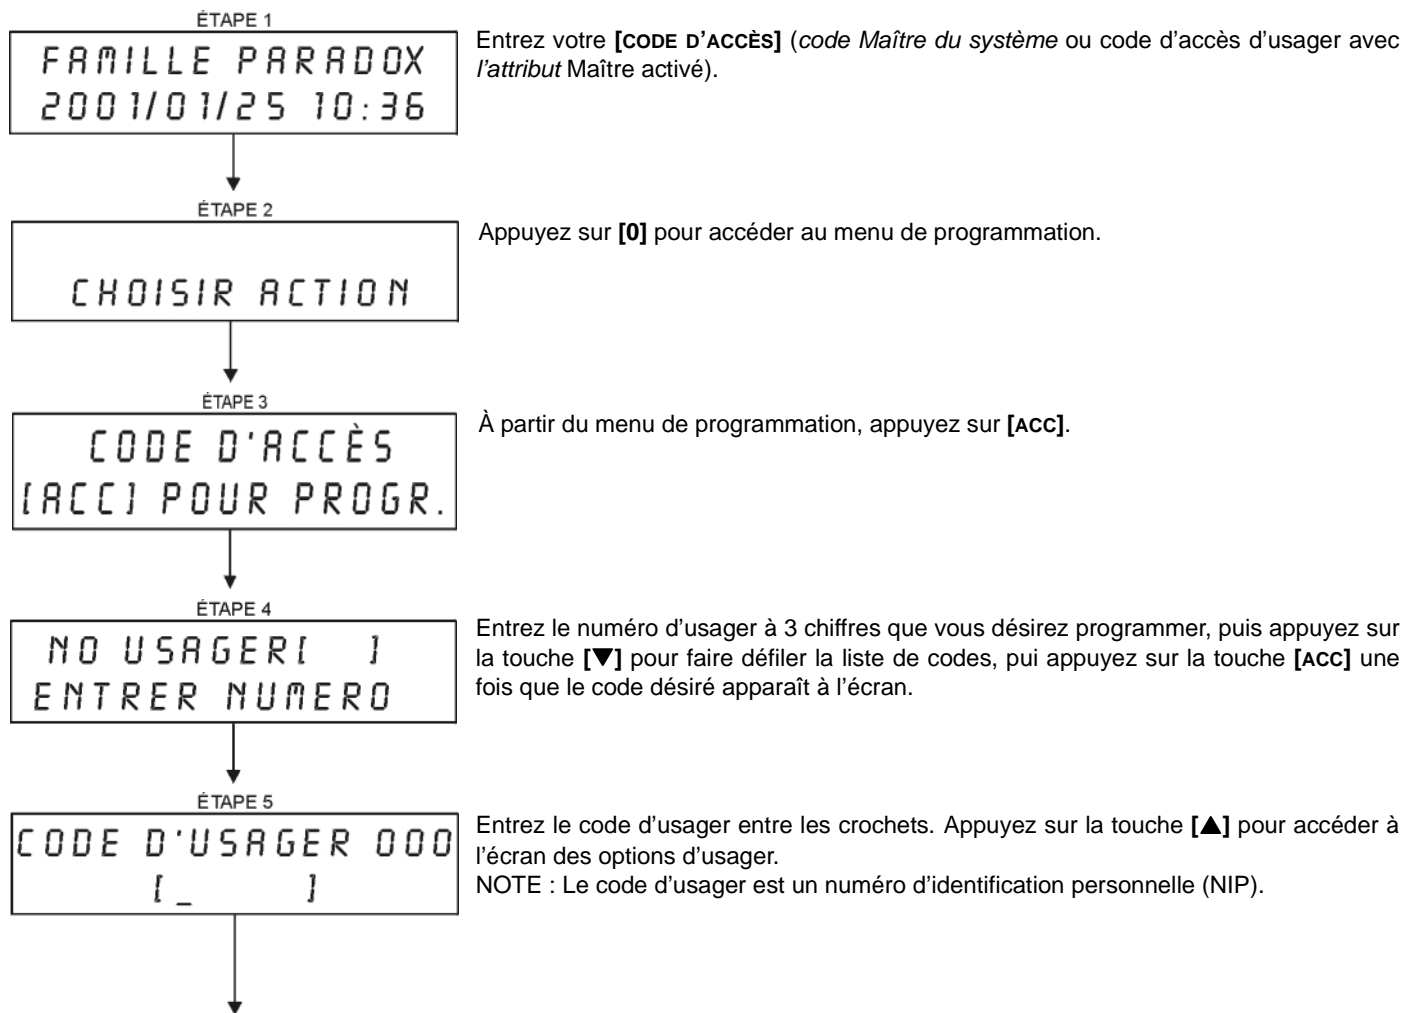 ÉTAPE 1
FAMILLE PARADOX
2001/01/25 10:36
Entrez votre [CODE D’ACCÈS] (code Maître du système ou code d'accès d'usager avec
l'attribut Maître activé).
ÉTAPE 2
CHOISIR ACTION
Appuyez sur [0] pour accéder au menu de programmation.
ÉTAPE 3
CODE D'ACCÈS
[ACC] POUR PROGR.
À partir du menu de programmation, appuyez sur [ACC].
ÉTAPE 4
NO USAGER[   ]
ENTRER NUMERO
Entrez le numéro d'usager à 3 chiffres que vous désirez programmer, puis appuyez sur
la touche [▼] pour faire défiler la liste de codes, pui appuyez sur la touche [ACC] une
fois que le code désiré apparaît à l'écran.
ÉTAPE 5
CODE D'USAGER 000
[ _     ]
Entrez le code d'usager entre les crochets. Appuyez sur la touche [▲] pour accéder à
l'écran des options d'usager.
NOTE : Le code d'usager est un numéro d'identification personnelle (NIP).